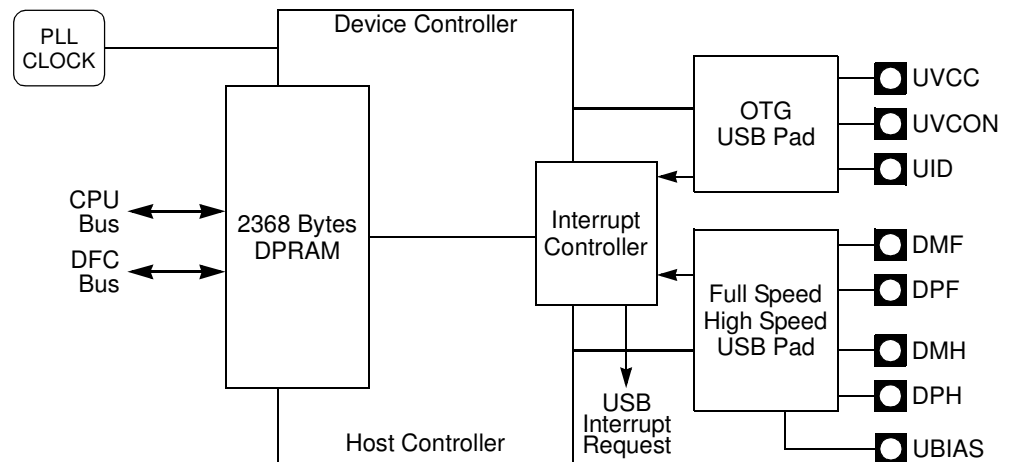 PLL
CLOCK
Device Controller
OTG
USB Pad
UVCC
UVCON
UID
CPU
Bus
DFC
Bus
2368 Bytes
DPRAM
Interrupt
Controller
Full Speed
High Speed
USB Pad
DMF
DPF
DMH
DPH
UBIAS
USB
Interrupt
Request
Host Controller